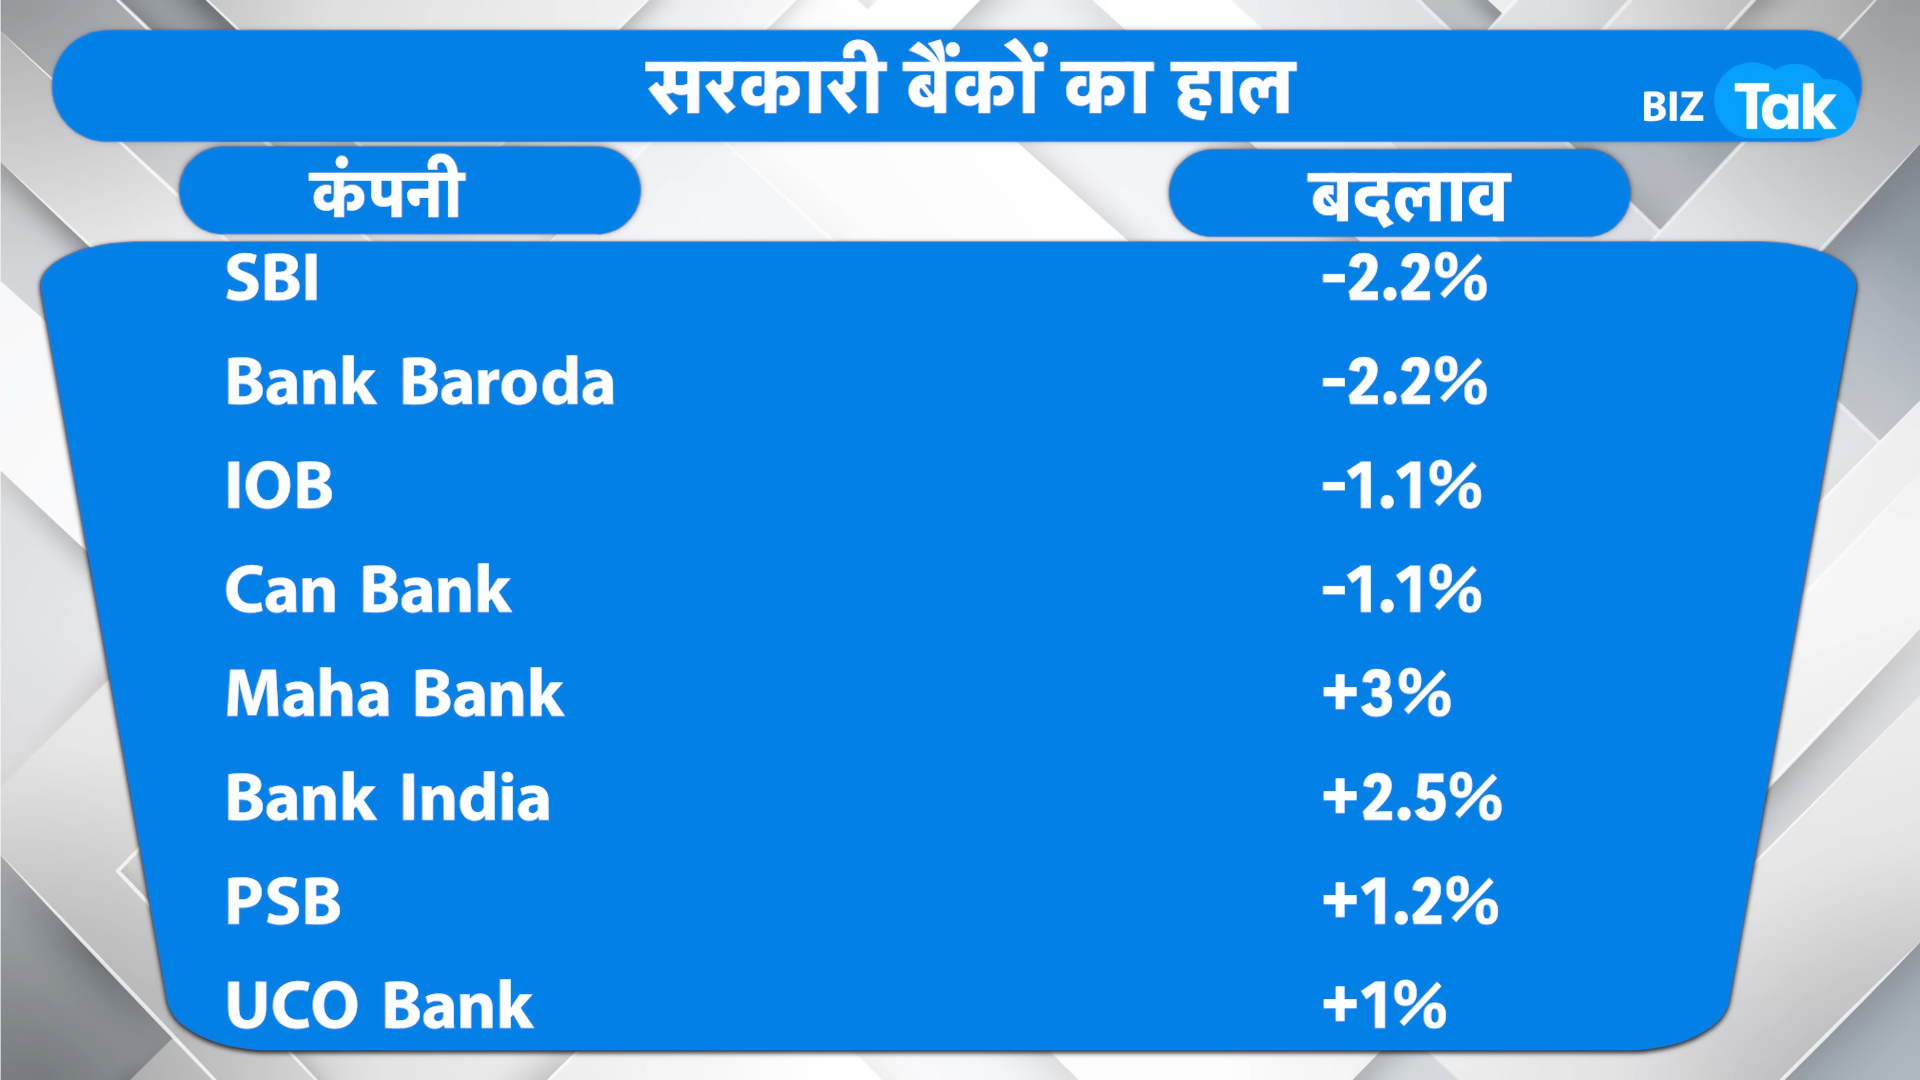 सरकारी बैंकों का हाल
BIZ Tak
कंपनी बदलाव
SBI -2.2%
Bank Baroda -2.2%
IOB -1.1%
Can Bank -1.1%
Maha Bank +3%
Bank India +2.5%
PSB +1.2%
UCO Bank +1%